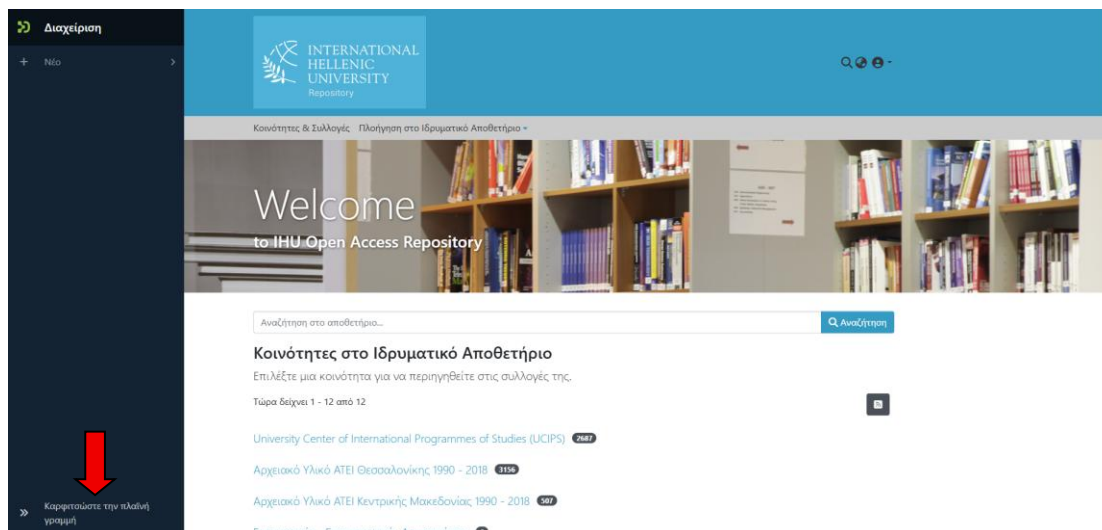 Διαχείριση
Νέο
INTERNATIONAL
HELLENIC
UNIVERSITY
Repository
Κοινότητες & Συλλογές Πλοήγηση στο Ιδρυματικό Αποθετήριο
Welcome
to IHU Open Access Repository
Αναζήτηση στο αποθετήριο...
Αναζήτηση
Κοινότητες στο Ιδρυματικό Αποθετήριο
Επιλέξτε μια κοινότητα για να περιηγηθείτε στις συλλογές της.
Τώρα δείχνει 1 - 12 από 12
University Center of International Programmes of Studies (UCIPS) 2687
Αρχειακό Υλικό ΑΤΕΙ Θεσσαλονίκης 1990 - 2018 3156
Αρχειακό Υλικό ΑΤΕΙ Κεντρικής Μακεδονίας 1990 - 2018 507
Καρφιτσώστε την πλαϊνή
γραμμή